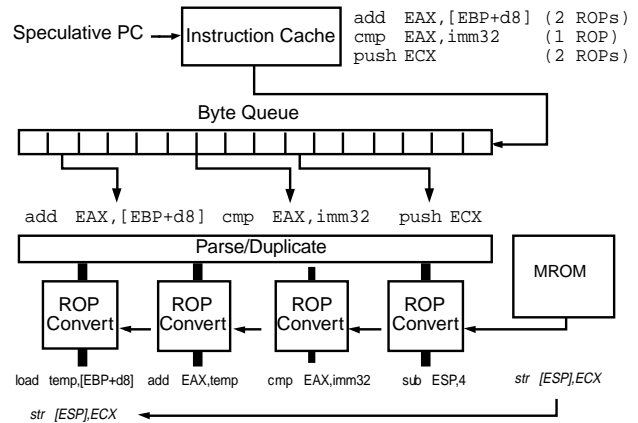 Speculative PC
Instruction Cache
add EAX,[EBP+d8] (2 ROPs)
cmp EAX,imm32 (1 ROP)
push ECX (2 ROPs)
Byte Queue
add EAX,[EBP+d8] cmp EAX,imm32 push ECX
Parse/Duplicate
MROM
ROP Convert
ROP Convert
ROP Convert
ROP Convert
load temp,[EBP+d8] add EAX,temp cmp EAX,imm32 sub ESP,4 str [ESP],ECX
str [ESP],ECX